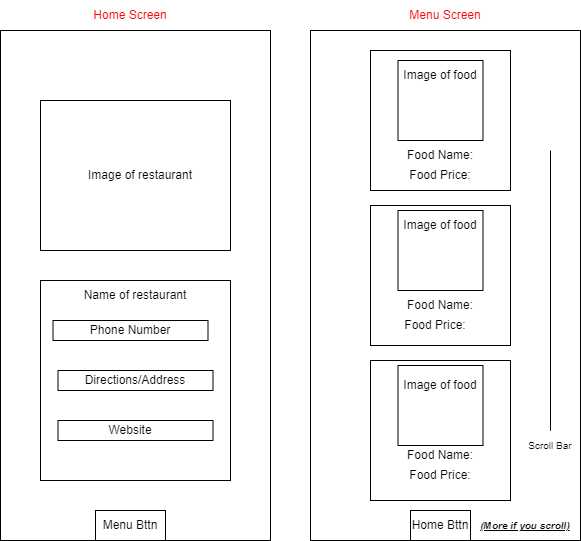 Home Screen
Image of restaurant
Name of restaurant
Phone Number
Directions/Address
Website
Menu Bttn
Menu Screen
Image of food
Food Name:
Food Price:
Image of food
Food Name:
Food Price:
Image of food
Food Name:
Food Price:
Scroll Bar
Home Bttn
(More if you scroll)